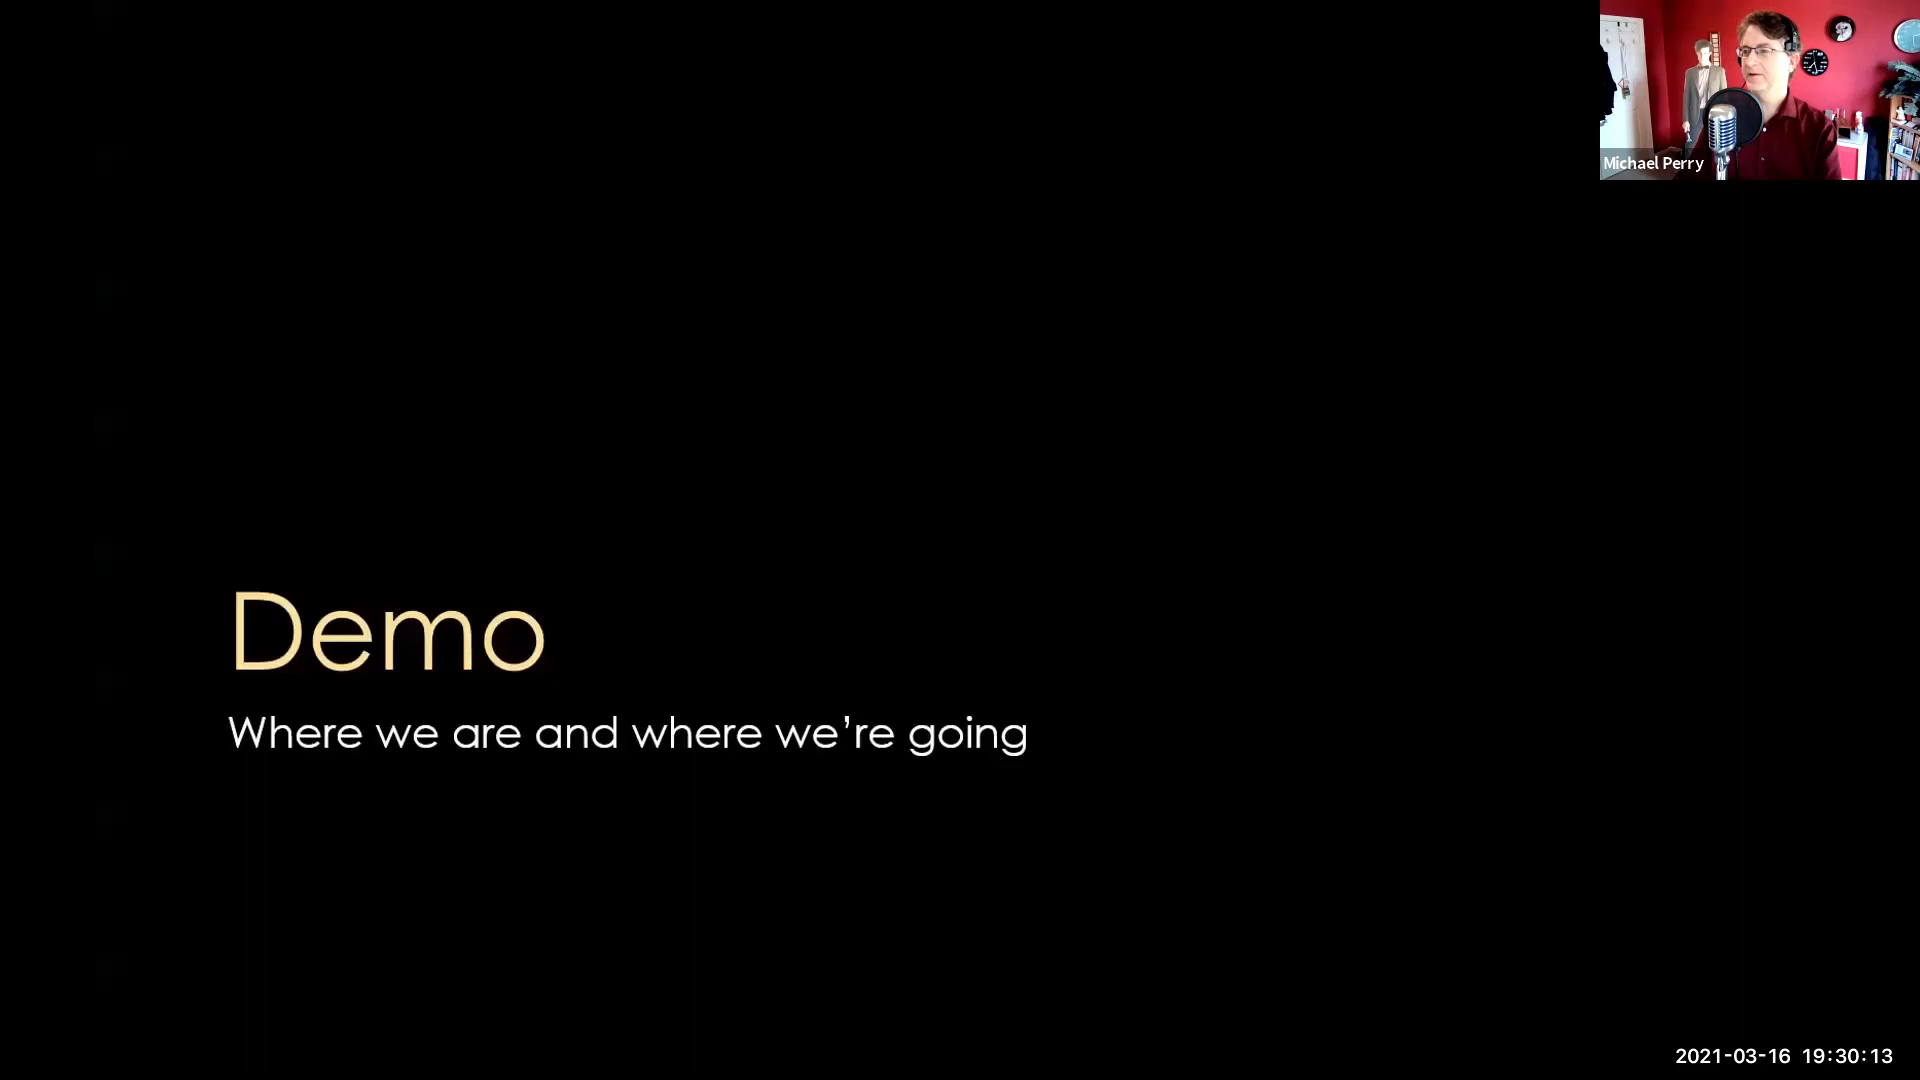 Michael Perry
Demo
Where we are and where we’re going
2021-03-16 19:30:13